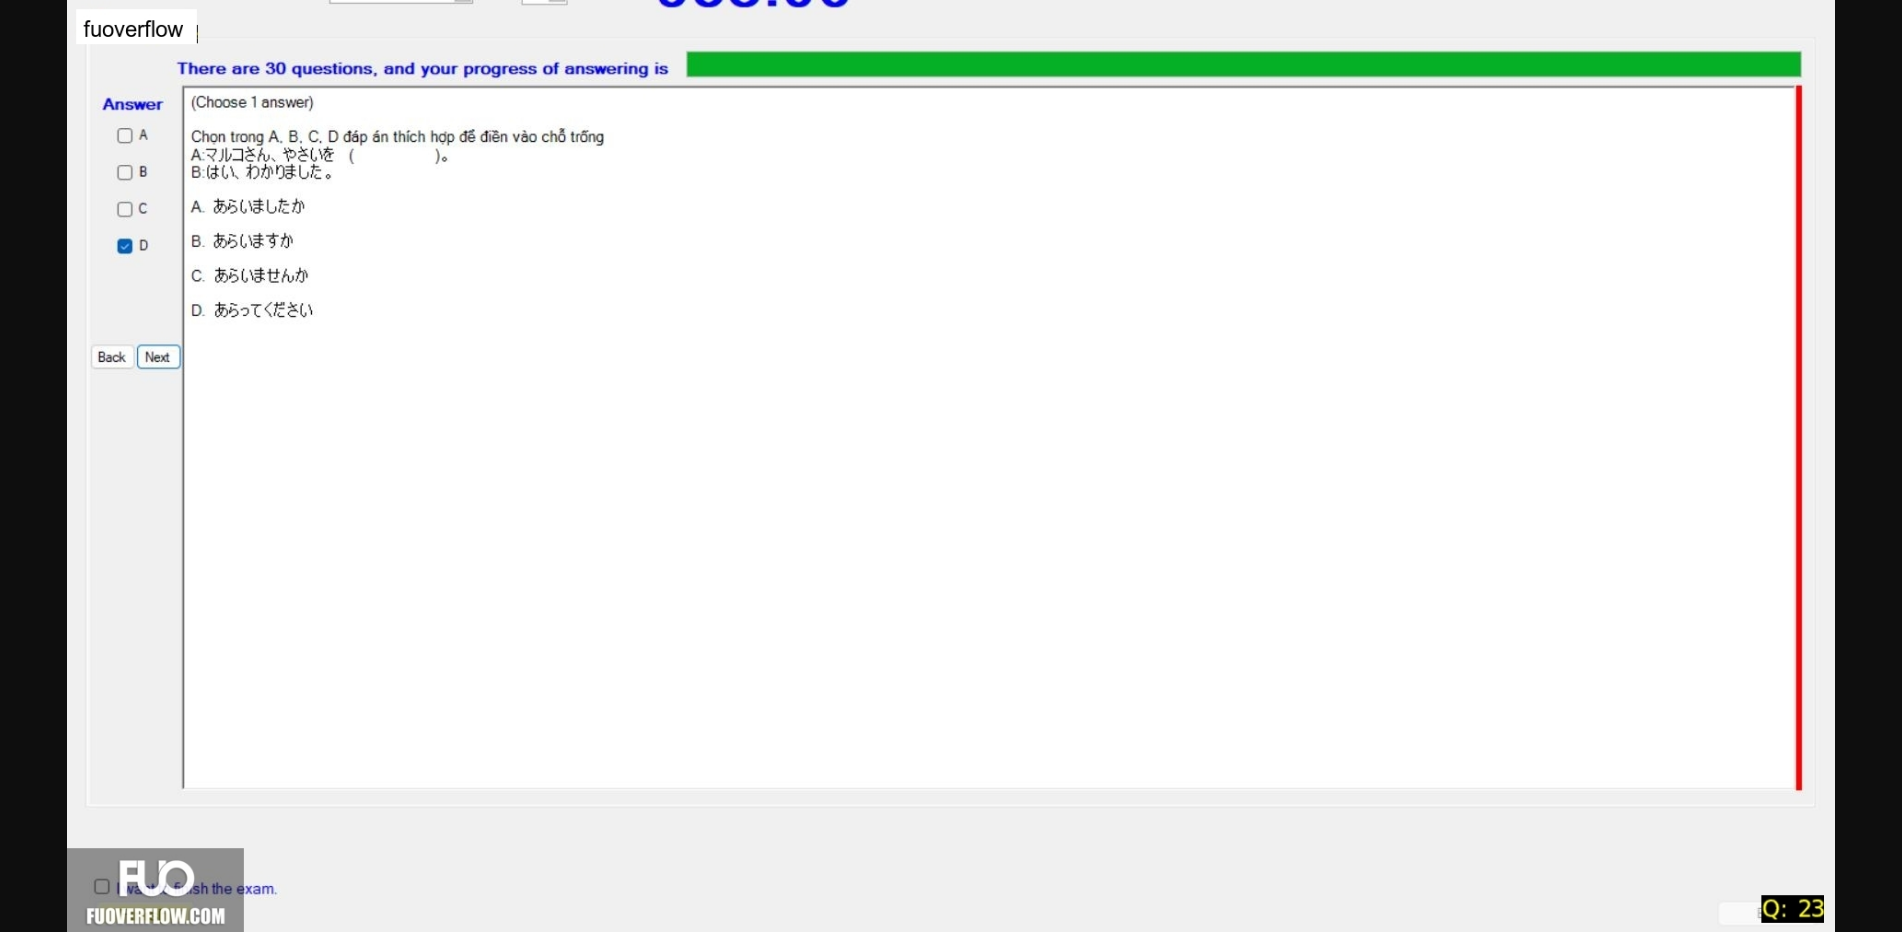 fuoverflow
There are 30 questions, and your progress of answering is
Answer
(Choose 1 answer)
A
Chọn trong A, B, C, D đáp án thích hợp để điền vào chỗ trống
A:マルコさん、やさいを (　　　　　)。
B
B:はい、わかりました。
C
A. あらいましたか
D
B. あらいますか
C. あらいませんか
D. あらってください
Back Next
FUO
finish the exam.
FUOVERFLOW.COM
Q: 23